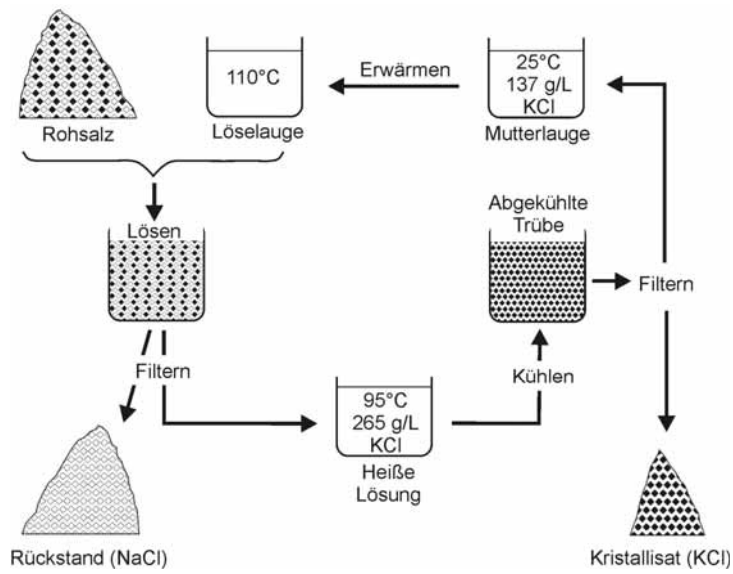 Rohsalz
110°C
Löselauge
Erwärmen
25°C
137 g/L
KCl
Mutterlauge
Lösen
Abgekühlte
Trübe
Filtern
Filtern
Kühlen
95°C
265 g/L
KCl
Heiße
Lösung
Rückstand (NaCl)
Kristallisat (KCl)